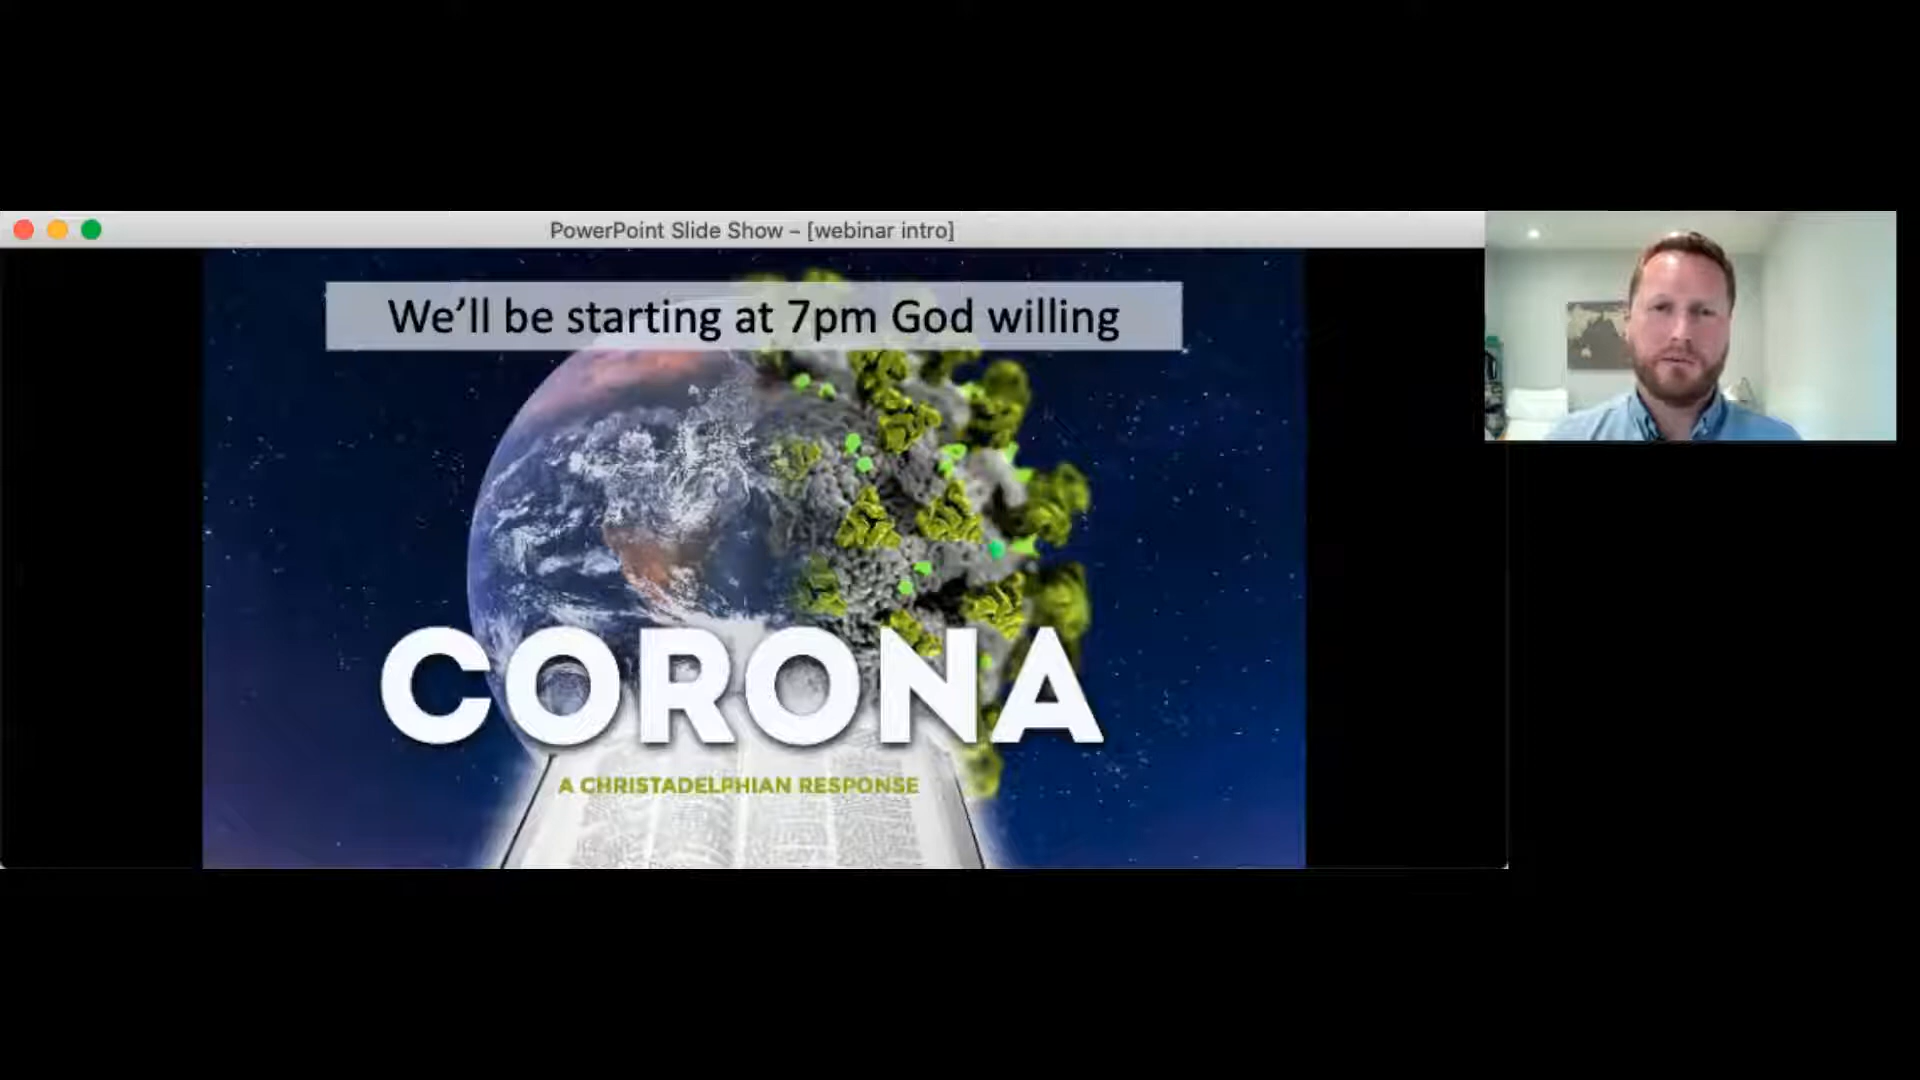 PowerPoint Slide Show – [webinar intro]
We’ll be starting at 7pm God willing
CORONA
A CHRISTADELPHIAN RESPONSE